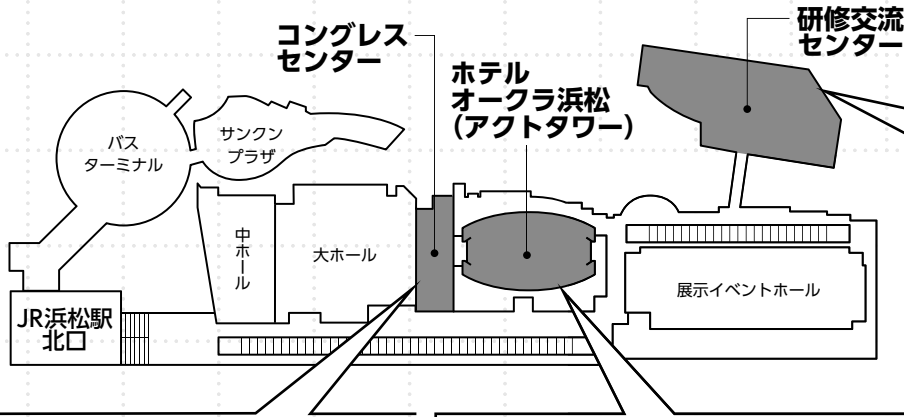 コングレス
センター
ホテル
オークラ浜松
(アクトタワー)
研修交流
センター
バス
ターミナル
サンクン
プラザ
中ホール
大ホール
展示イベントホール
JR浜松駅
北口